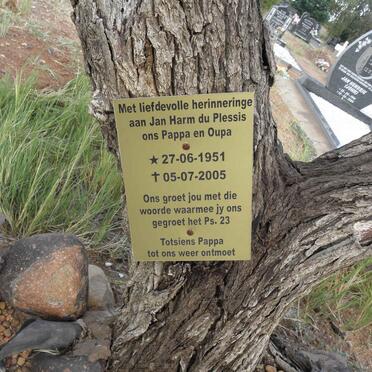 Met liefdevolle herinneringe
aan Jan Harm du Plessis
ons Pappa en Oupa
★ 27-06-1951
✝ 05-07-2005
Ons groet jou met die
woorde waarmee jy ons
gegroet het Ps. 23
Totsiens Pappa
tot ons weer ontmoet